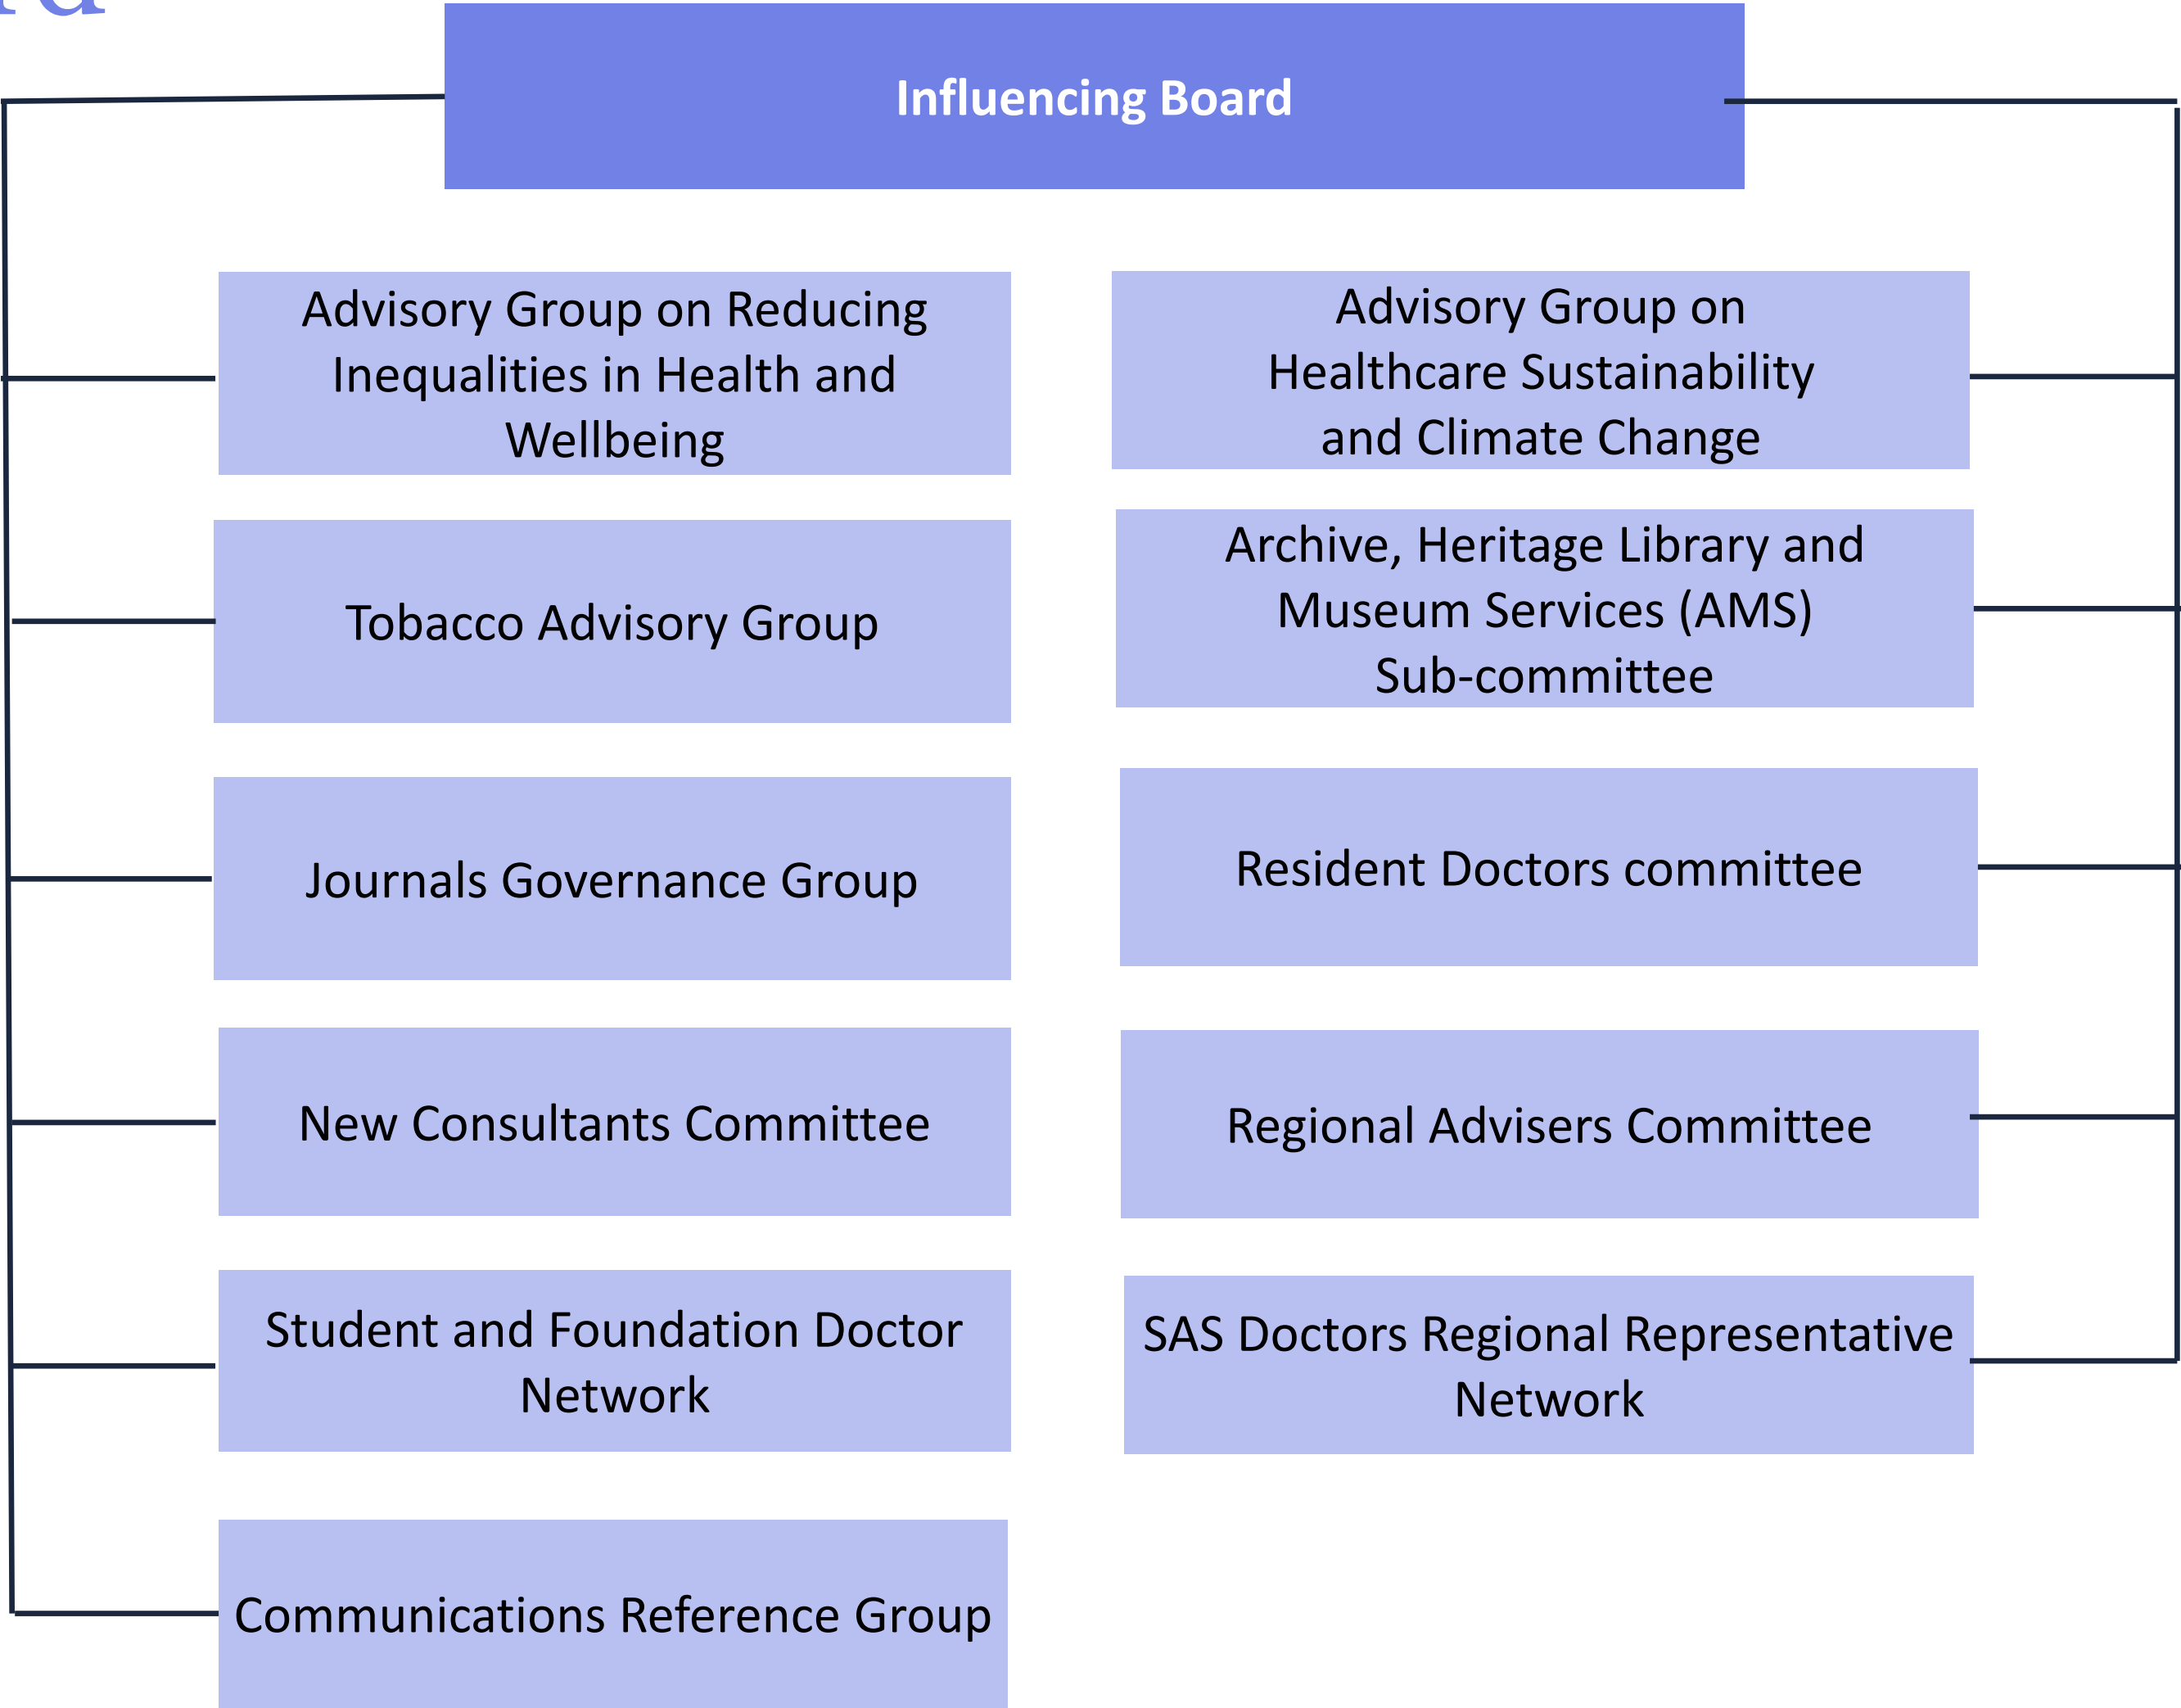 Influencing Board
Advisory Group on Reducing
Inequalities in Health and
Wellbeing
Advisory Group on
Healthcare Sustainability
and Climate Change
Tobacco Advisory Group
Archive, Heritage Library and
Museum Services (AMS)
Sub-committee
Journals Governance Group
Resident Doctors committee
New Consultants Committee
Regional Advisers Committee
Student and Foundation Doctor
Network
SAS Doctors Regional Representative
Network
Communications Reference Group